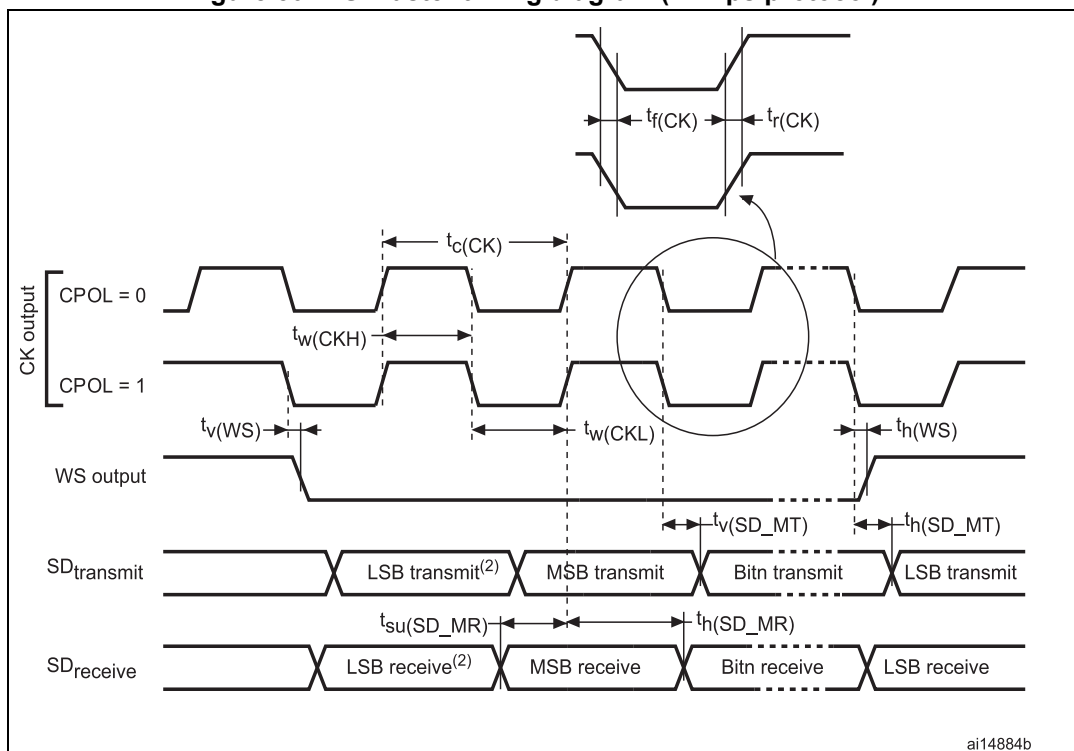 tf(CK)
tr(CK)
tc(CK)
CK output
CPOL = 0
tw(CKH)
CPOL = 1
tv(WS)
tw(CKL)
th(WS)
WS output
tv(SD_MT)
th(SD_MT)
SDtransmit
LSB transmit(2)
MSB transmit
Bitn transmit
LSB transmit
tsu(SD_MR)
th(SD_MR)
SDreceive
LSB receive(2)
MSB receive
Bitn receive
LSB receive
ai14884b